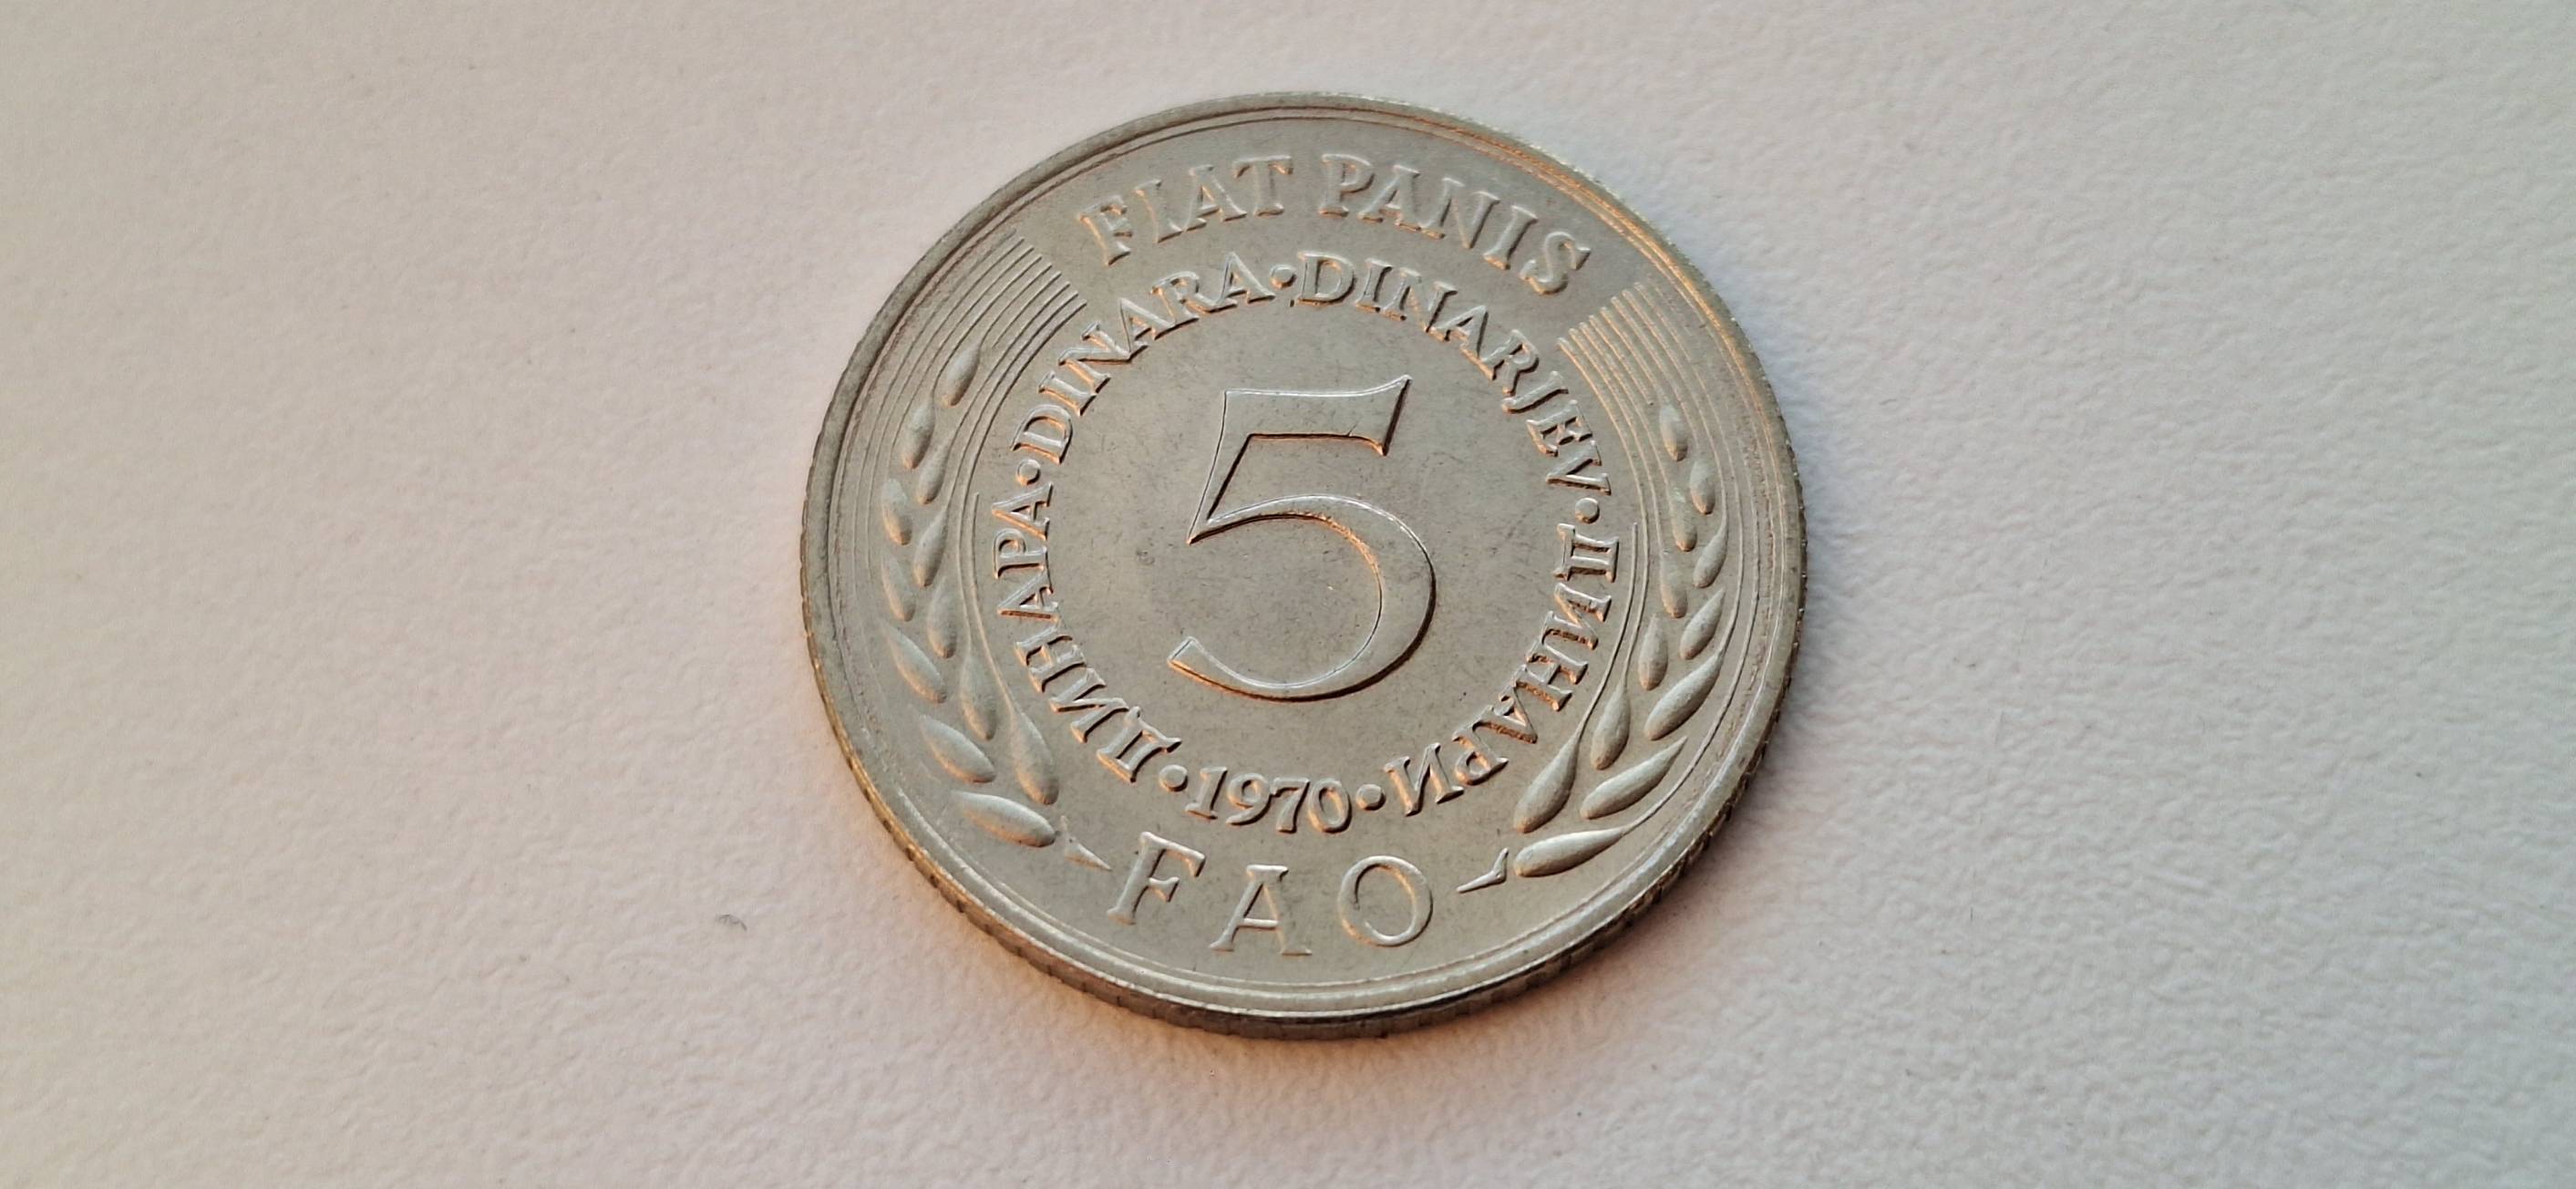 FIAT PANIS
ДИНАРА·DINARA·DINARJEV·ДИНАРИ·1970·
5
FAO